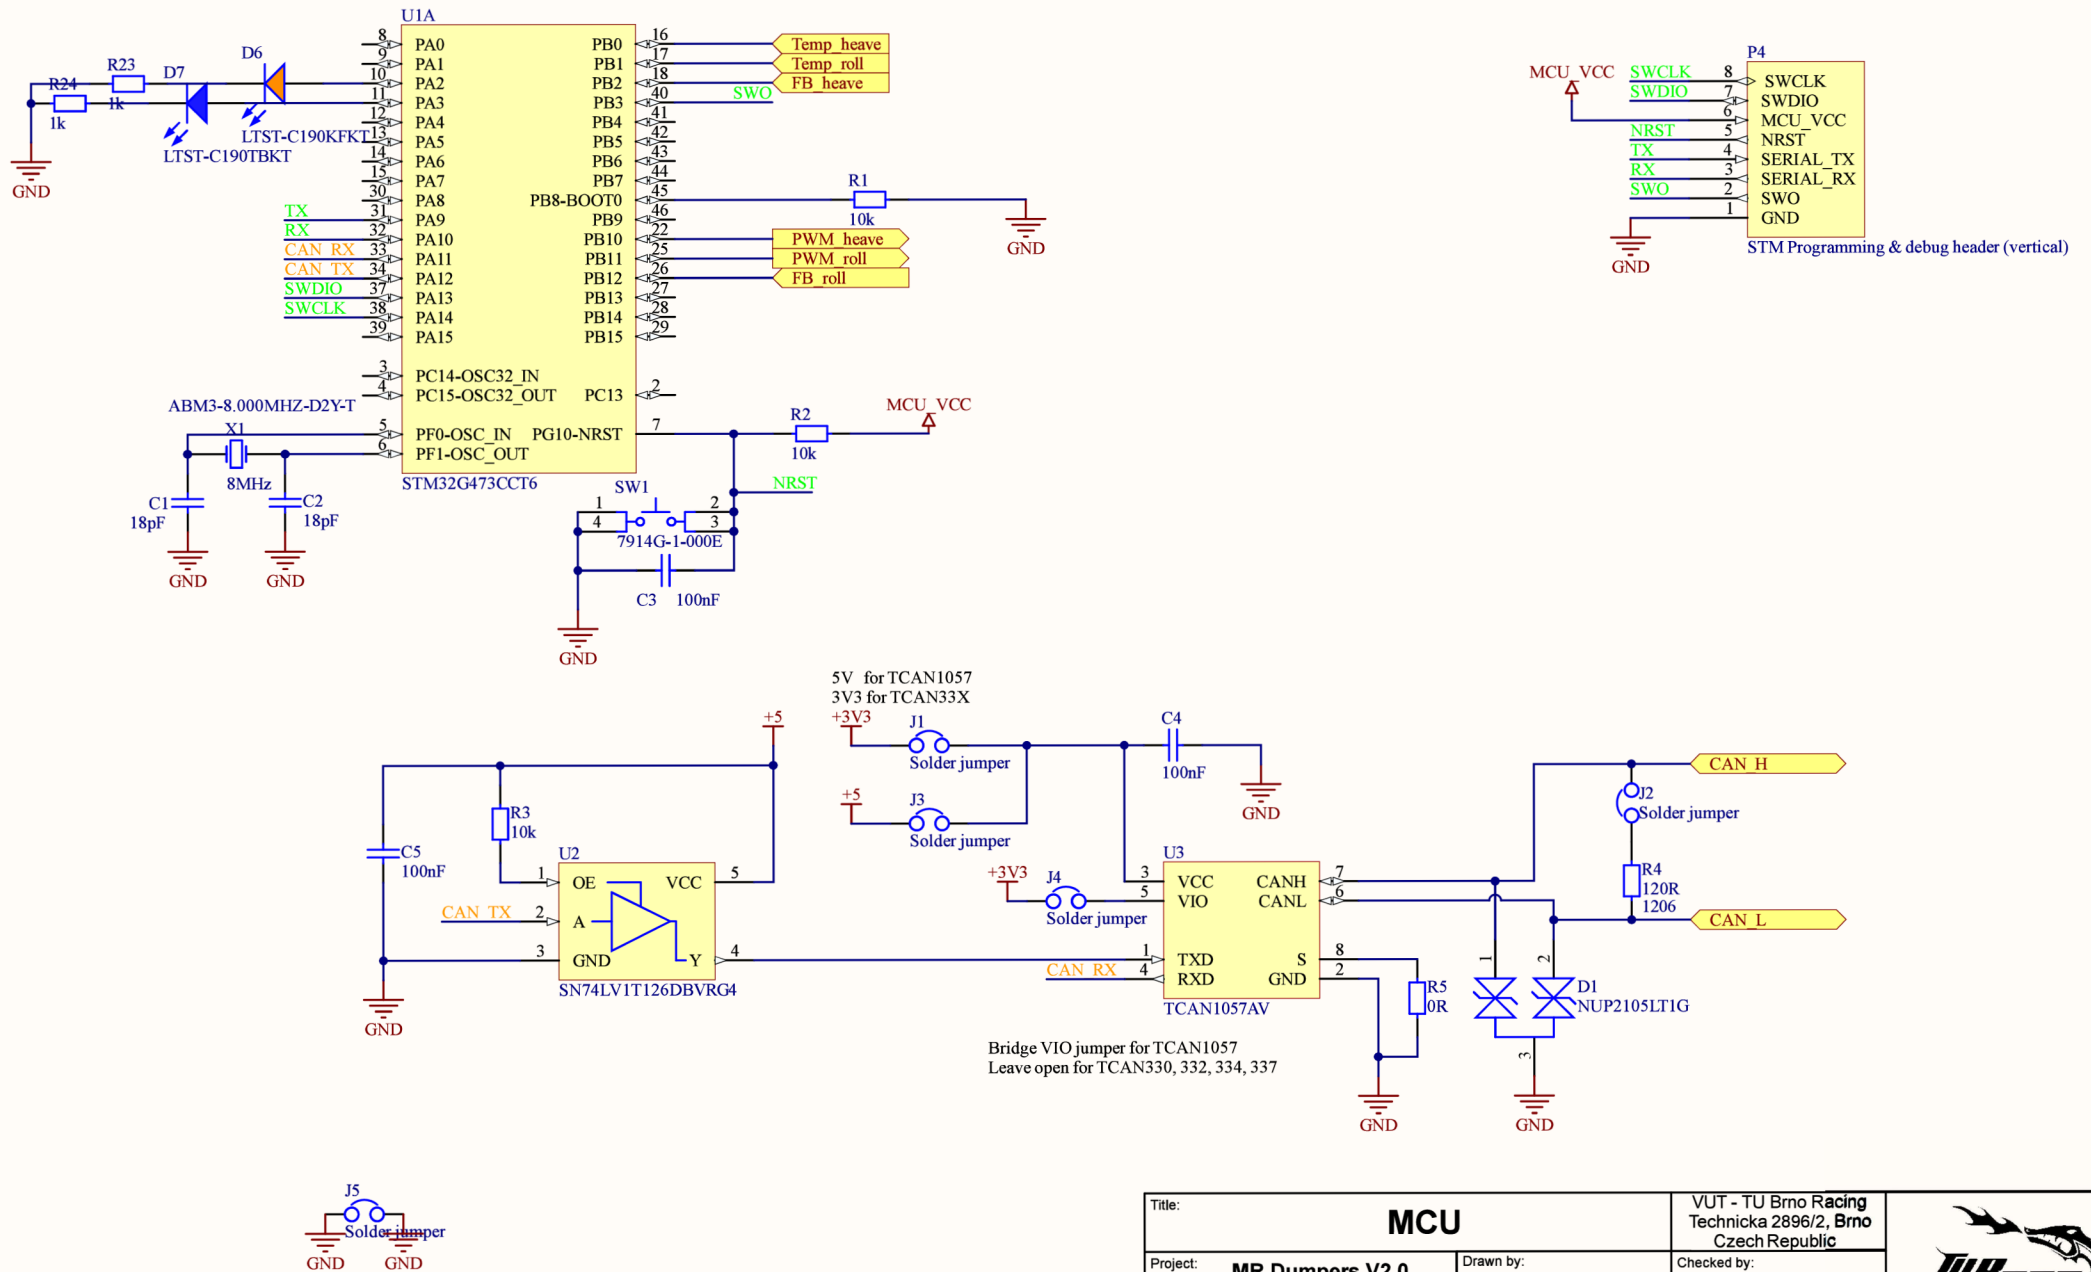 U1A
8 PA0
9 PA1
10 PA2
11 PA3
12 PA4
13 PA5
14 PA6
15 PA7
30 PA8
TX 31 PA9
RX 32 PA10
CAN_RX 33 PA11
CAN_TX 34 PA12
SWDIO 37 PA13
SWCLK 38 PA14
39 PA15
3 PC14-OSC32_IN
4 PC15-OSC32_OUT
5 PF0-OSC_IN
6 PF1-OSC_OUT
PB0 16 Temp_heave
PB1 17 Temp_roll
PB2 18 FB_heave
PB3 40 SWO
PB4 41
PB5 42
PB6 43
PB7 44
PB8-BOOT0 45
PB9 46
PB10 22 PWM_heave
PB11 25 PWM_roll
PB12 26 FB_roll
PB13 27
PB14 28
PB15 29
PC13 2
PG10-NRST 7
STM32G473CCT6
R23
1k
R24
1k
D7
LTST-C190TBKT
D6
LTST-C190KFKT
GND
R1
10k
GND
ABM3-8.000MHZ-D2Y-T
X1
8MHz
C1
18pF
C2
18pF
GND
GND
R2
10k
MCU_VCC
NRST
SW1
1 2
4 3
7914G-1-000E
C3 100nF
GND
P4
MCU_VCC
SWCLK 8 SWCLK
SWDIO 7 SWDIO
6 MCU_VCC
NRST 5 NRST
TX 4 SERIAL_TX
RX 3 SERIAL_RX
SWO 2 SWO
1 GND
GND
STM Programming & debug header (vertical)
+5
R3
10k
C5
100nF
U2
1 OE VCC 5
CAN_TX 2 A
3 GND Y 4
SN74LV1T126DBVRG4
GND
5V for TCAN1057
3V3 for TCAN33X
+3V3
J1
Solder jumper
+5
J3
Solder jumper
C4
100nF
GND
+3V3
J4
Solder jumper
U3
3 VCC CANH 7
5 VIO CANL 6
1 TXD S 8
CAN_RX 4 RXD GND 2
TCAN1057AV
R5
0R
GND
Bridge VIO jumper for TCAN1057
Leave open for TCAN330, 332, 334, 337
CAN_H
J2
Solder jumper
R4
120R
1206
CAN_L
1 2
D1
NUP2105LT1G
3
GND
J5
Solder jumper
GND GND
Title:
MCU
VUT - TU Brno Racing
Technicka 2896/2, Brno
Czech Republic
Project:
MR Dumpers V2.0
Drawn by:
Checked by: